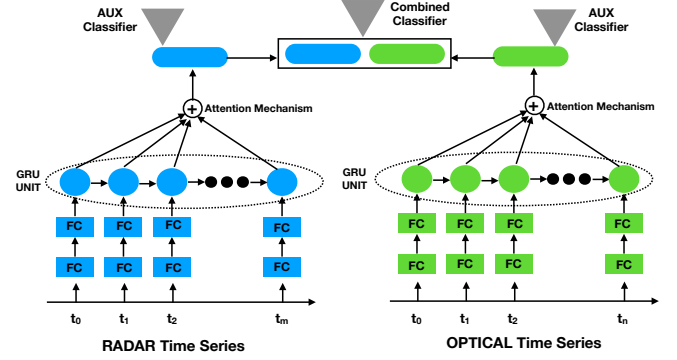 AUX
Classifier
Combined
Classifier
AUX
Classifier
+
Attention Mechanism
+
Attention Mechanism
GRU
UNIT
GRU
UNIT
FC FC FC FC
FC FC FC FC
FC FC FC FC
FC FC FC FC
t₀ t₁ t₂ tₘ
t₀ t₁ t₂ tₙ
RADAR Time Series
OPTICAL Time Series